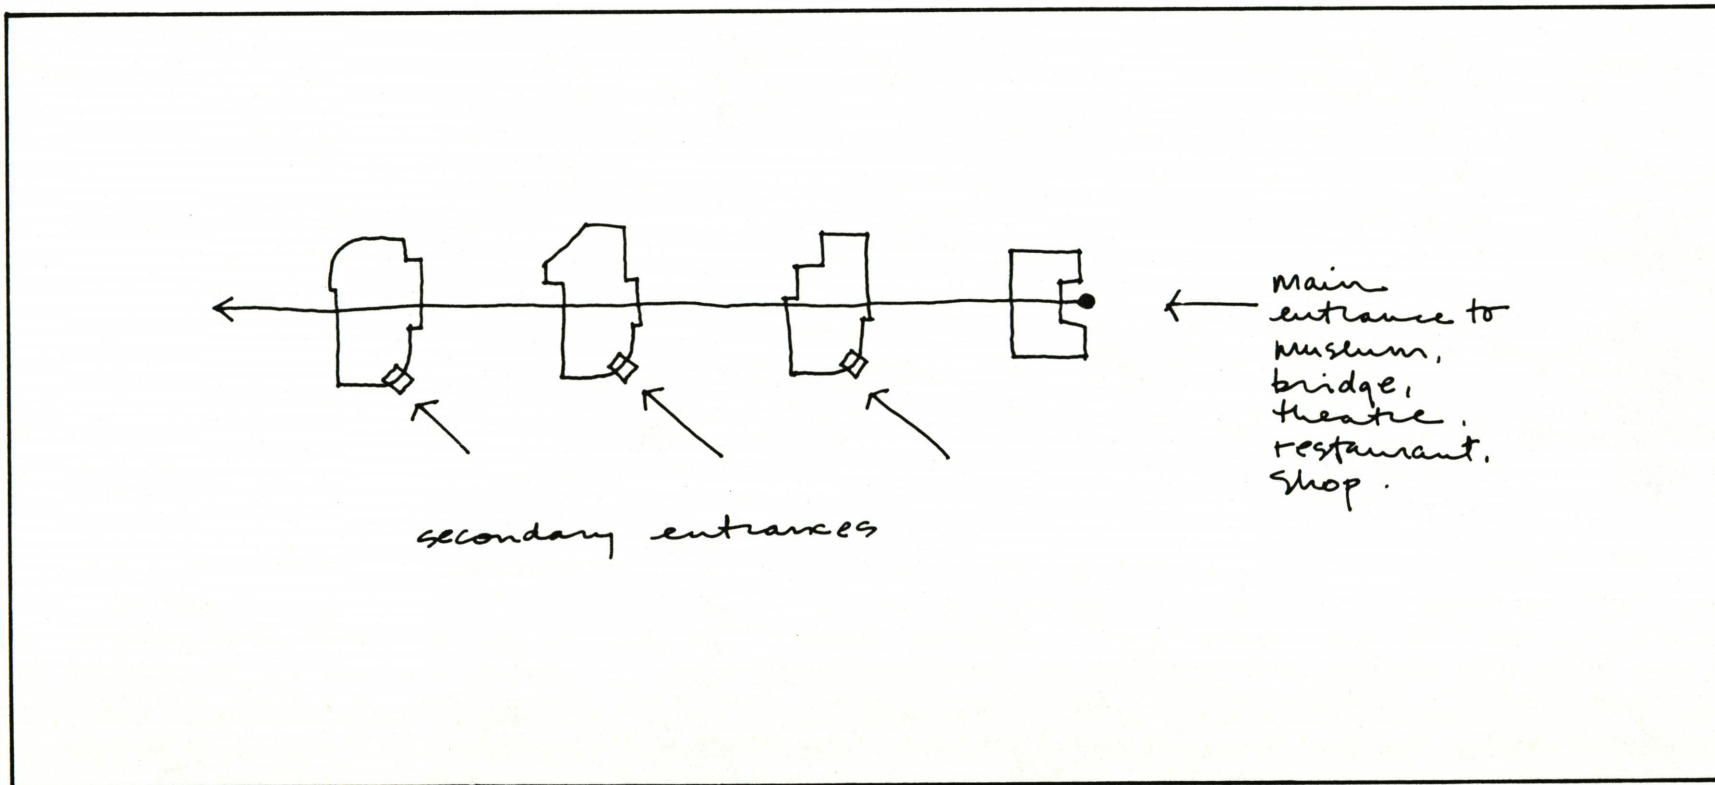 main
entrance to
museum,
bridge,
theatre,
restaurant,
shop.
secondary entrances